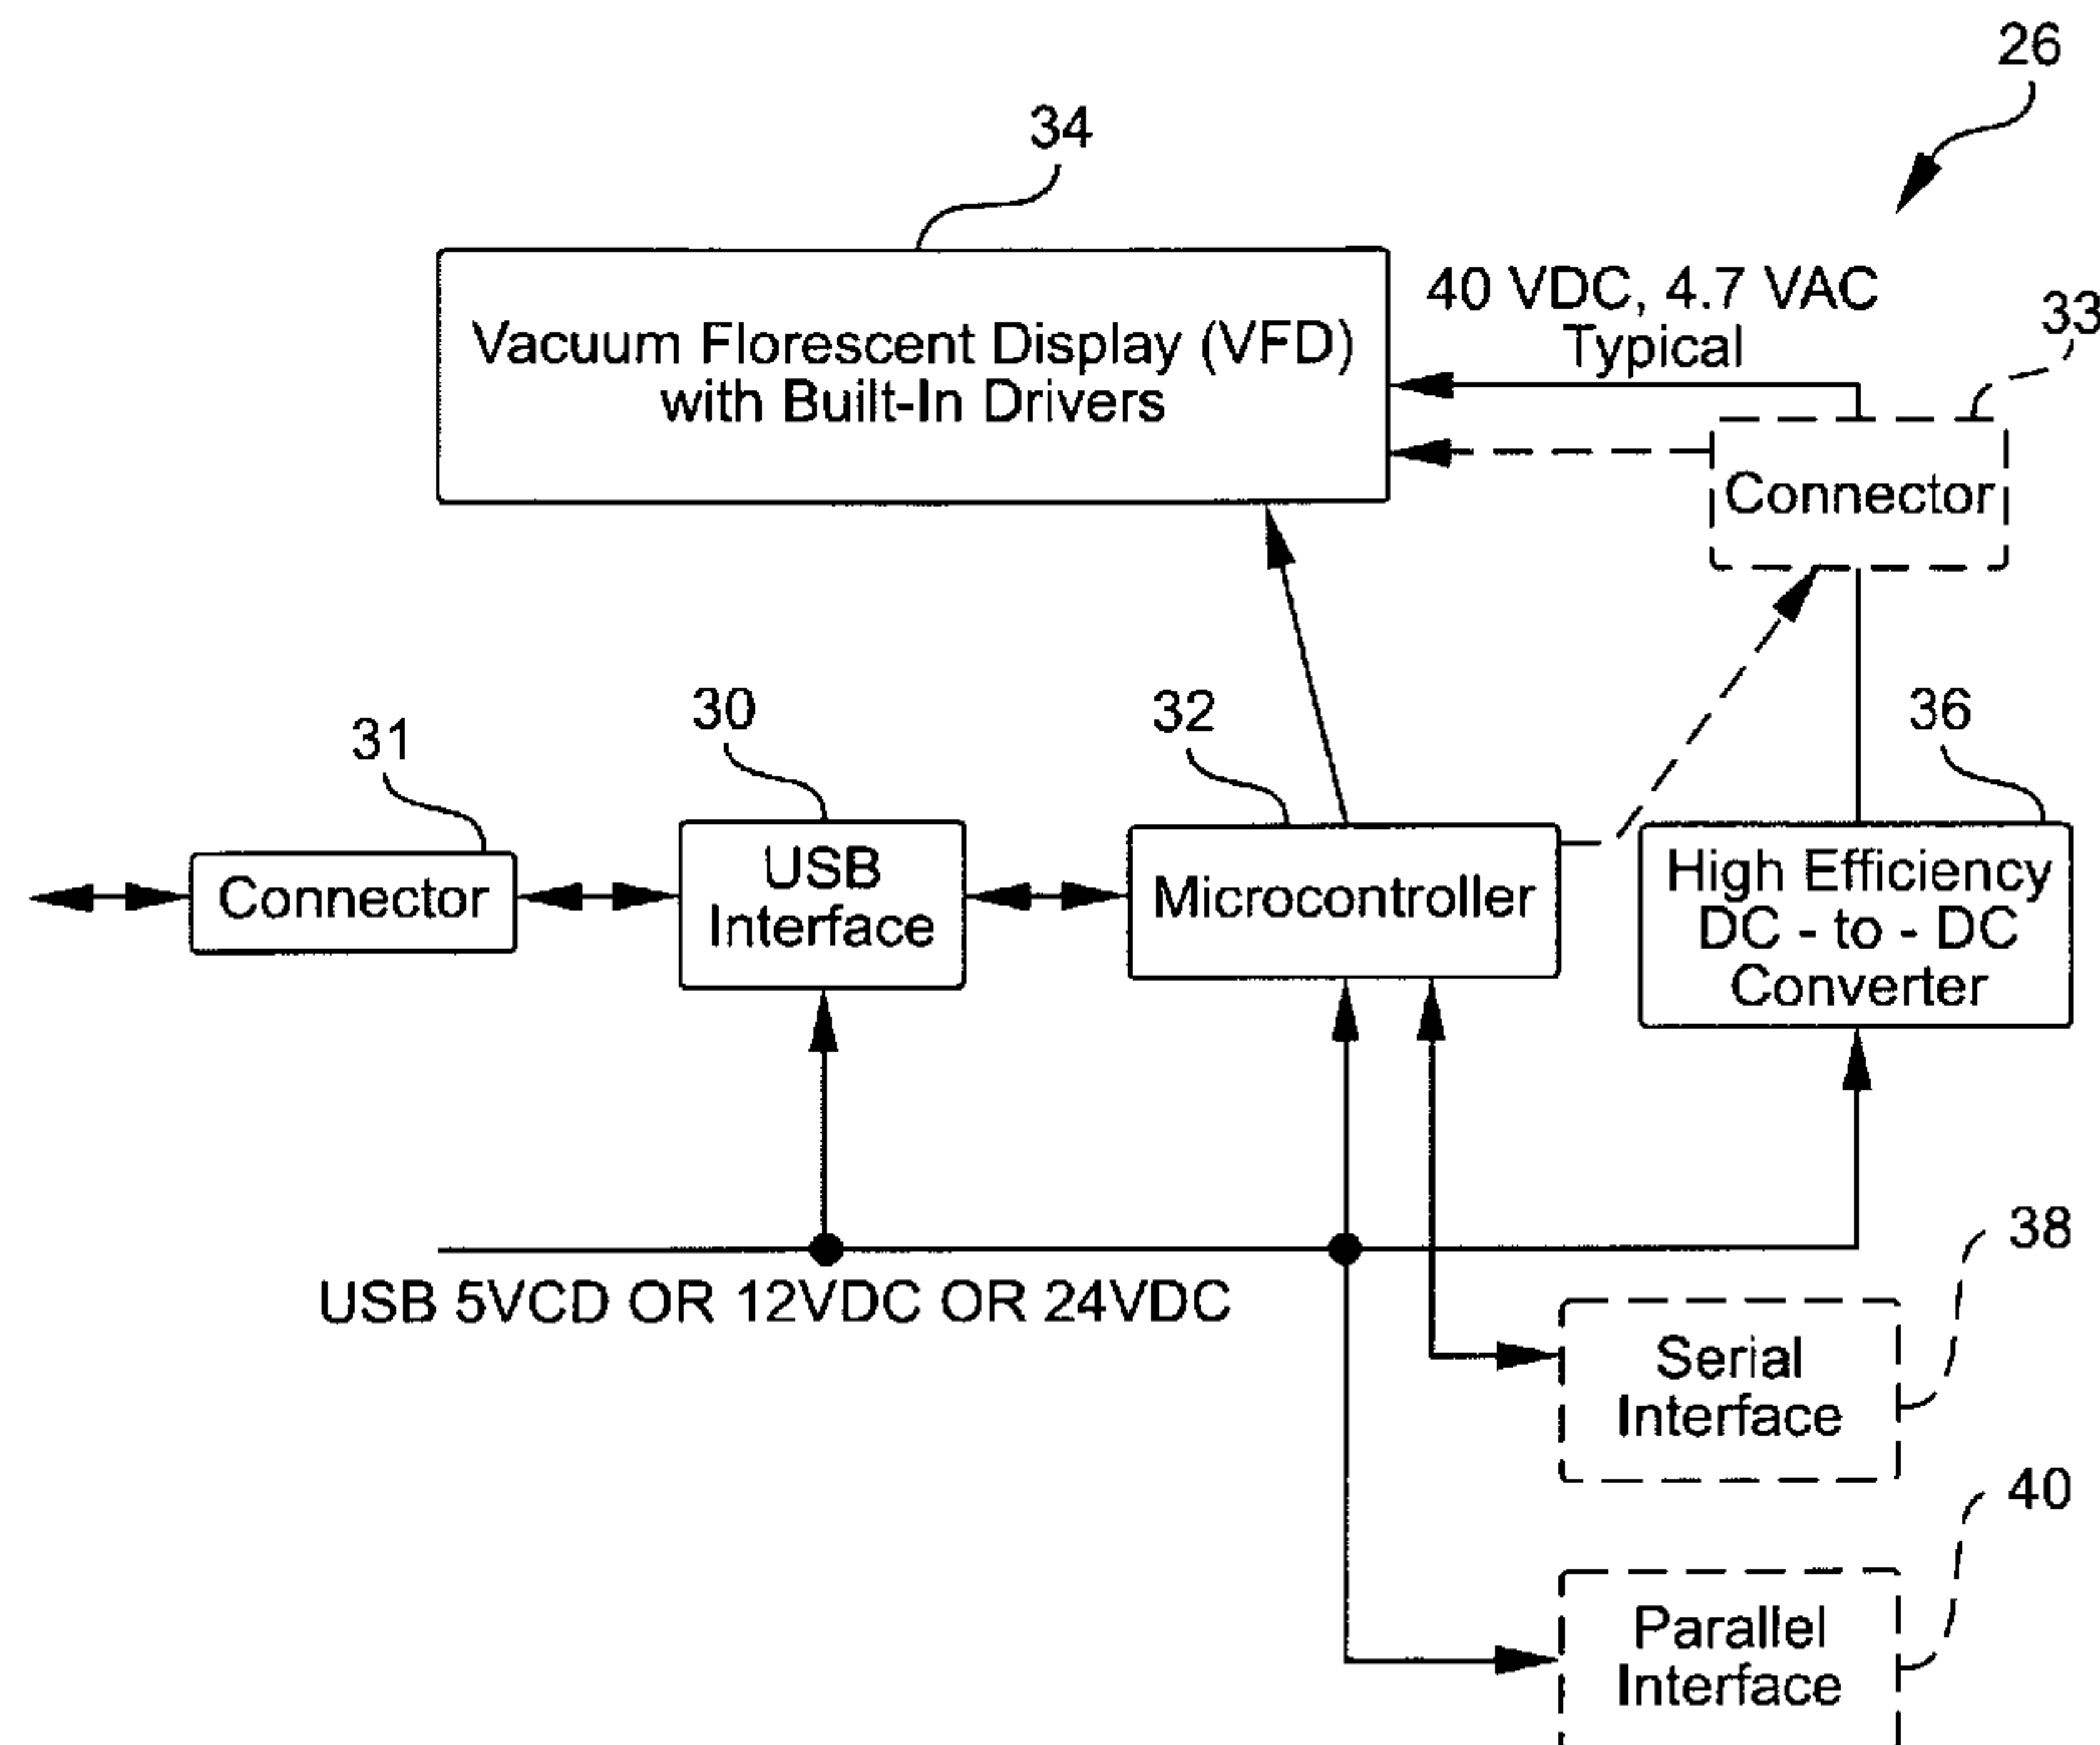 26
34
40 VDC, 4.7 VAC
Typical
33
Vacuum Florescent Display (VFD)
with Built-In Drivers
Connector
31
30
32
36
Connector
USB
Interface
Microcontroller
High Efficiency
DC - to - DC
Converter
USB 5VCD OR 12VDC OR 24VDC
38
Serial
Interface
40
Parallel
Interface